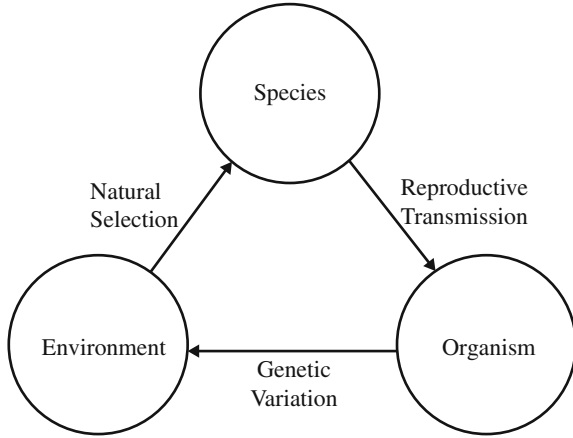 Species
Natural
Selection
Reproductive
Transmission
Environment
Organism
Genetic
Variation